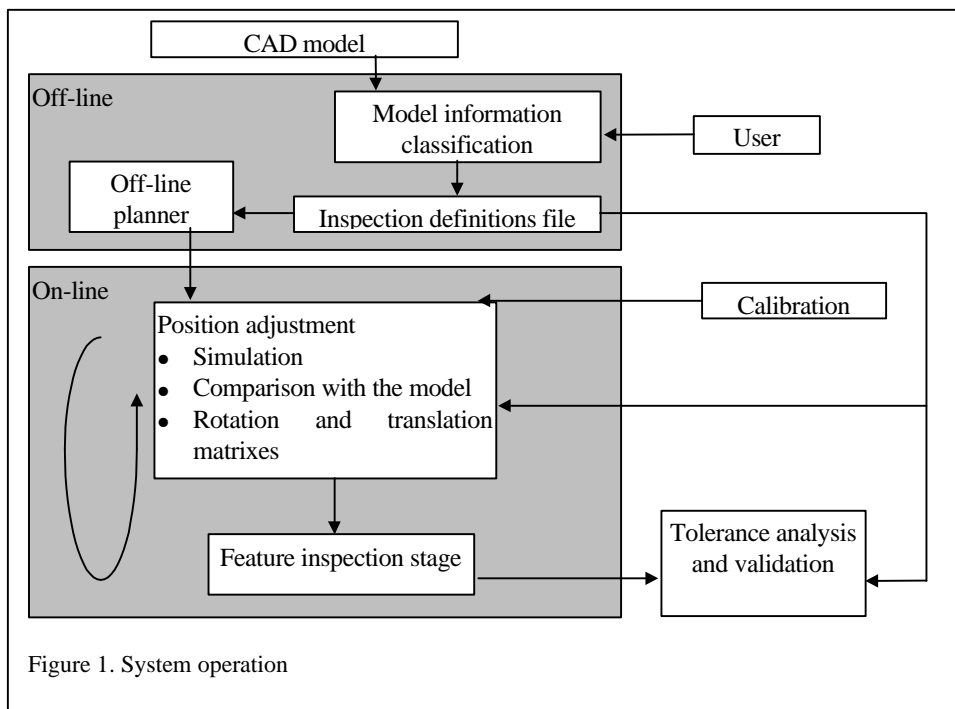 CAD model
Off-line
Model information
classification
User
Off-line
planner
Inspection definitions file
On-line
Calibration
Position adjustment
• Simulation
• Comparison with the model
• Rotation and translation
matrixes
Feature inspection stage
Tolerance analysis
and validation
Figure 1. System operation